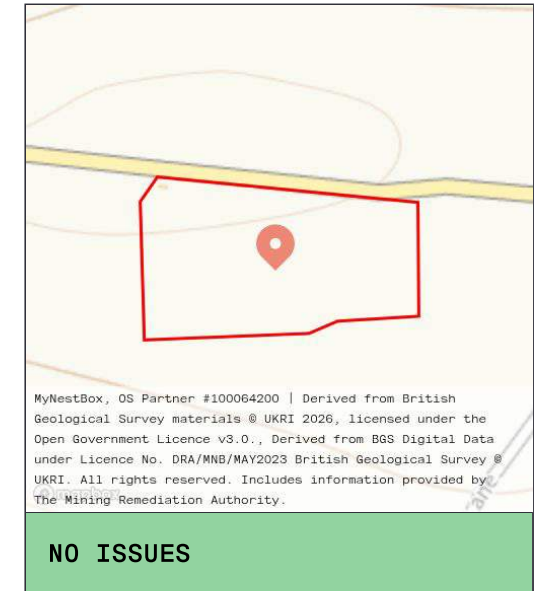 MyNestBox, OS Partner #100064200 | Derived from British
Geological Survey materials © UKRI 2026, licensed under the
Open Government Licence v3.0., Derived from BGS Digital Data
under Licence No. DRA/MNB/MAY2023 British Geological Survey ©
UKRI. All rights reserved. Includes information provided by
The Mining Remediation Authority.
mapbox
NO ISSUES